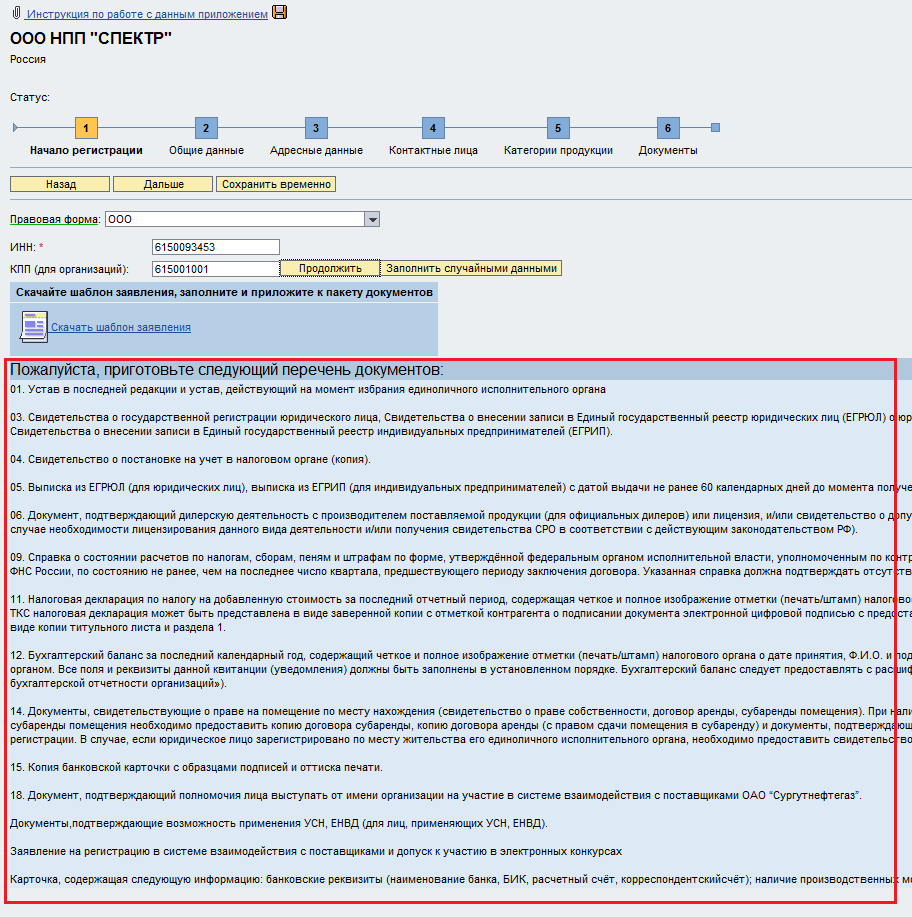 Инструкция по работе с данным приложением
ООО НПП "СПЕКТР"
Россия
Статус:
1 2 3 4 5 6
Начало регистрации Общие данные Адресные данные Контактные лица Категории продукции Документы
Назад Дальше Сохранить временно
Правовая форма: ООО
ИНН: * 6150093453
КПП (для организаций): 615001001 Продолжить Заполнить случайными данными
Скачайте шаблон заявления, заполните и приложите к пакету документов
Скачать шаблон заявления
Пожалуйста, приготовьте следующий перечень документов:
01. Устав в последней редакции и устав, действующий на момент избрания единоличного исполнительного органа
03. Свидетельства о государственной регистрации юридического лица, Свидетельства о внесении записи в Единый государственный реестр юридических лиц (ЕГРЮЛ) о юр
Свидетельства о внесении записи в Единый государственный реестр индивидуальных предпринимателей (ЕГРИП).
04. Свидетельство о постановке на учет в налоговом органе (копия).
05. Выписка из ЕГРЮЛ (для юридических лиц), выписка из ЕГРИП (для индивидуальных предпринимателей) с датой выдачи не ранее 60 календарных дней до момента получе
06. Документ, подтверждающий дилерскую деятельность с производителем поставляемой продукции (для официальных дилеров) или лицензия, и/или свидетельство о допу
случае необходимости лицензирования данного вида деятельности и/или получения свидетельства СРО в соответствии с действующим законодательством РФ).
09. Справка о состоянии расчетов по налогам, сборам, пеням и штрафам по форме, утверждённой федеральным органом исполнительной власти, уполномоченным по контр
ФНС России, по состоянию не ранее, чем на последнее число квартала, предшествующего периоду заключения договора. Указанная справка должна подтверждать отсутств
11. Налоговая декларация по налогу на добавленную стоимость за последний отчетный период, содержащая четкое и полное изображение отметки (печать/штамп) налогово
ТКС налоговая декларация может быть представлена в виде заверенной копии с отметкой контрагента о подписании документа электронной цифровой подписью с предоста
виде копии титульного листа и раздела 1.
12. Бухгалтерский баланс за последний календарный год, содержащий четкое и полное изображение отметки (печать/штамп) налогового органа о дате принятия, Ф.И.О. и под
органом. Все поля и реквизиты данной квитанции (уведомления) должны быть заполнены в установленном порядке. Бухгалтерский баланс следует предоставлять с расшиф
бухгалтерской отчетности организаций»).
14. Документы, свидетельствующие о праве на помещение по месту нахождения (свидетельство о праве собственности, договор аренды, субаренды помещения). При нали
субаренды помещения необходимо предоставить копию договора субаренды, копию договора аренды (с правом сдачи помещения в субаренду) и документы, подтверждающ
регистрации. В случае, если юридическое лицо зарегистрировано по месту жительства его единоличного исполнительного органа, необходимо предоставить свидетельство
15. Копия банковской карточки с образцами подписей и оттиска печати.
18. Документ, подтверждающий полномочия лица выступать от имени организации на участие в системе взаимодействия с поставщиками ОАО “Сургутнефтегаз”.
Документы,подтверждающие возможность применения УСН, ЕНВД (для лиц, применяющих УСН, ЕНВД).
Заявление на регистрацию в системе взаимодействия с поставщиками и допуск к участию в электронных конкурсах
Карточка, содержащая следующую информацию: банковские реквизиты (наименование банка, БИК, расчетный счёт, корреспондентскийсчёт); наличие производственных мо